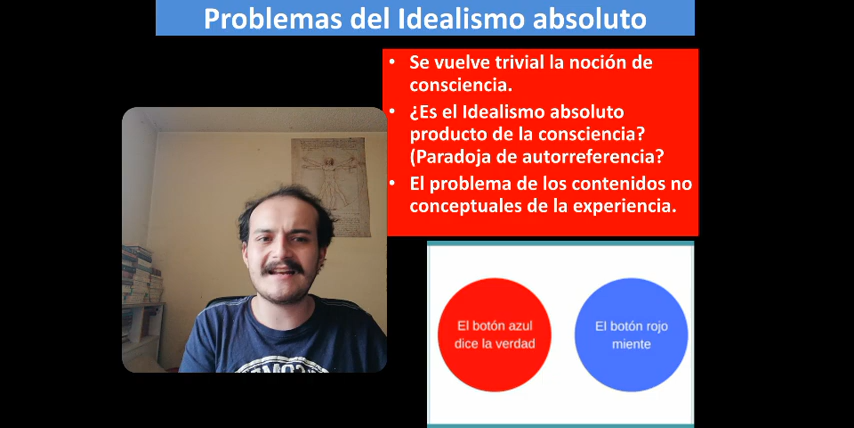 Problemas del Idealismo absoluto
• Se vuelve trivial la noción de
consciencia.
• ¿Es el Idealismo absoluto
producto de la consciencia?
(Paradoja de autorreferencia?
• El problema de los contenidos no
conceptuales de la experiencia.
El botón azul
dice la verdad
El botón rojo
miente